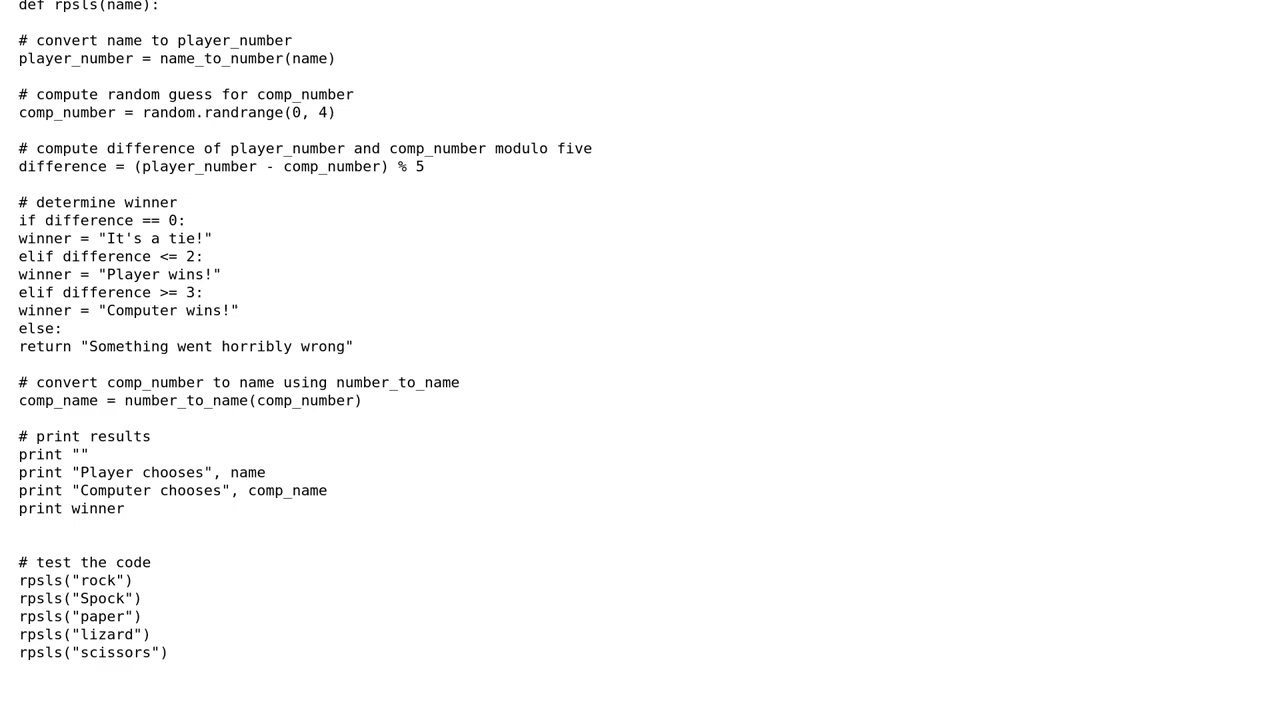 def rpsls(name):
# convert name to player_number
player_number = name_to_number(name)
# compute random guess for comp_number
comp_number = random.randrange(0, 4)
# compute difference of player_number and comp_number modulo five
difference = (player_number - comp_number) % 5
# determine winner
if difference == 0:
winner = "It's a tie!"
elif difference <= 2:
winner = "Player wins!"
elif difference >= 3:
winner = "Computer wins!"
else:
return "Something went horribly wrong"
# convert comp_number to name using number_to_name
comp_name = number_to_name(comp_number)
# print results
print ""
print "Player chooses", name
print "Computer chooses", comp_name
print winner
# test the code
rpsls("rock")
rpsls("Spock")
rpsls("paper")
rpsls("lizard")
rpsls("scissors")